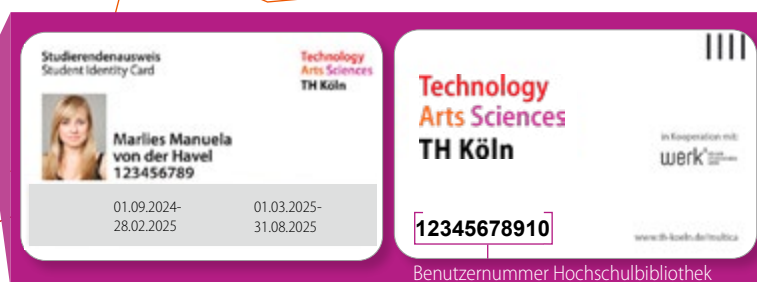 Studierendenausweis
Student Identity Card
Technology
Arts Sciences
TH Köln
Marlies Manuela
von der Havel
123456789
01.09.2024-
28.02.2025
01.03.2025-
31.08.2025
Technology
Arts Sciences
TH Köln
in Kooperation mit:
werk
12345678910
www.th-koeln.de/multica
Benutzernummer Hochschulbibliothek